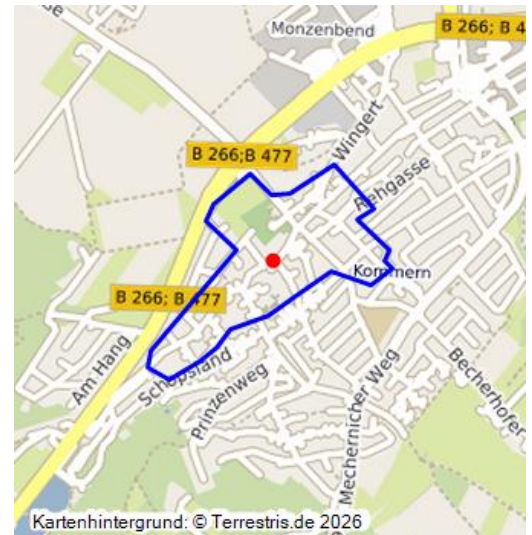 Monzenbend
B 266; B 4
B 266;B 477
Wingert
Rehgasse
Kommern
B 266; B 477
Am Hang
Schöpsland
Prinzenweg
Mechernicher Weg
Becherhofer
Kartenhintergrund: © Terrestris.de 2026